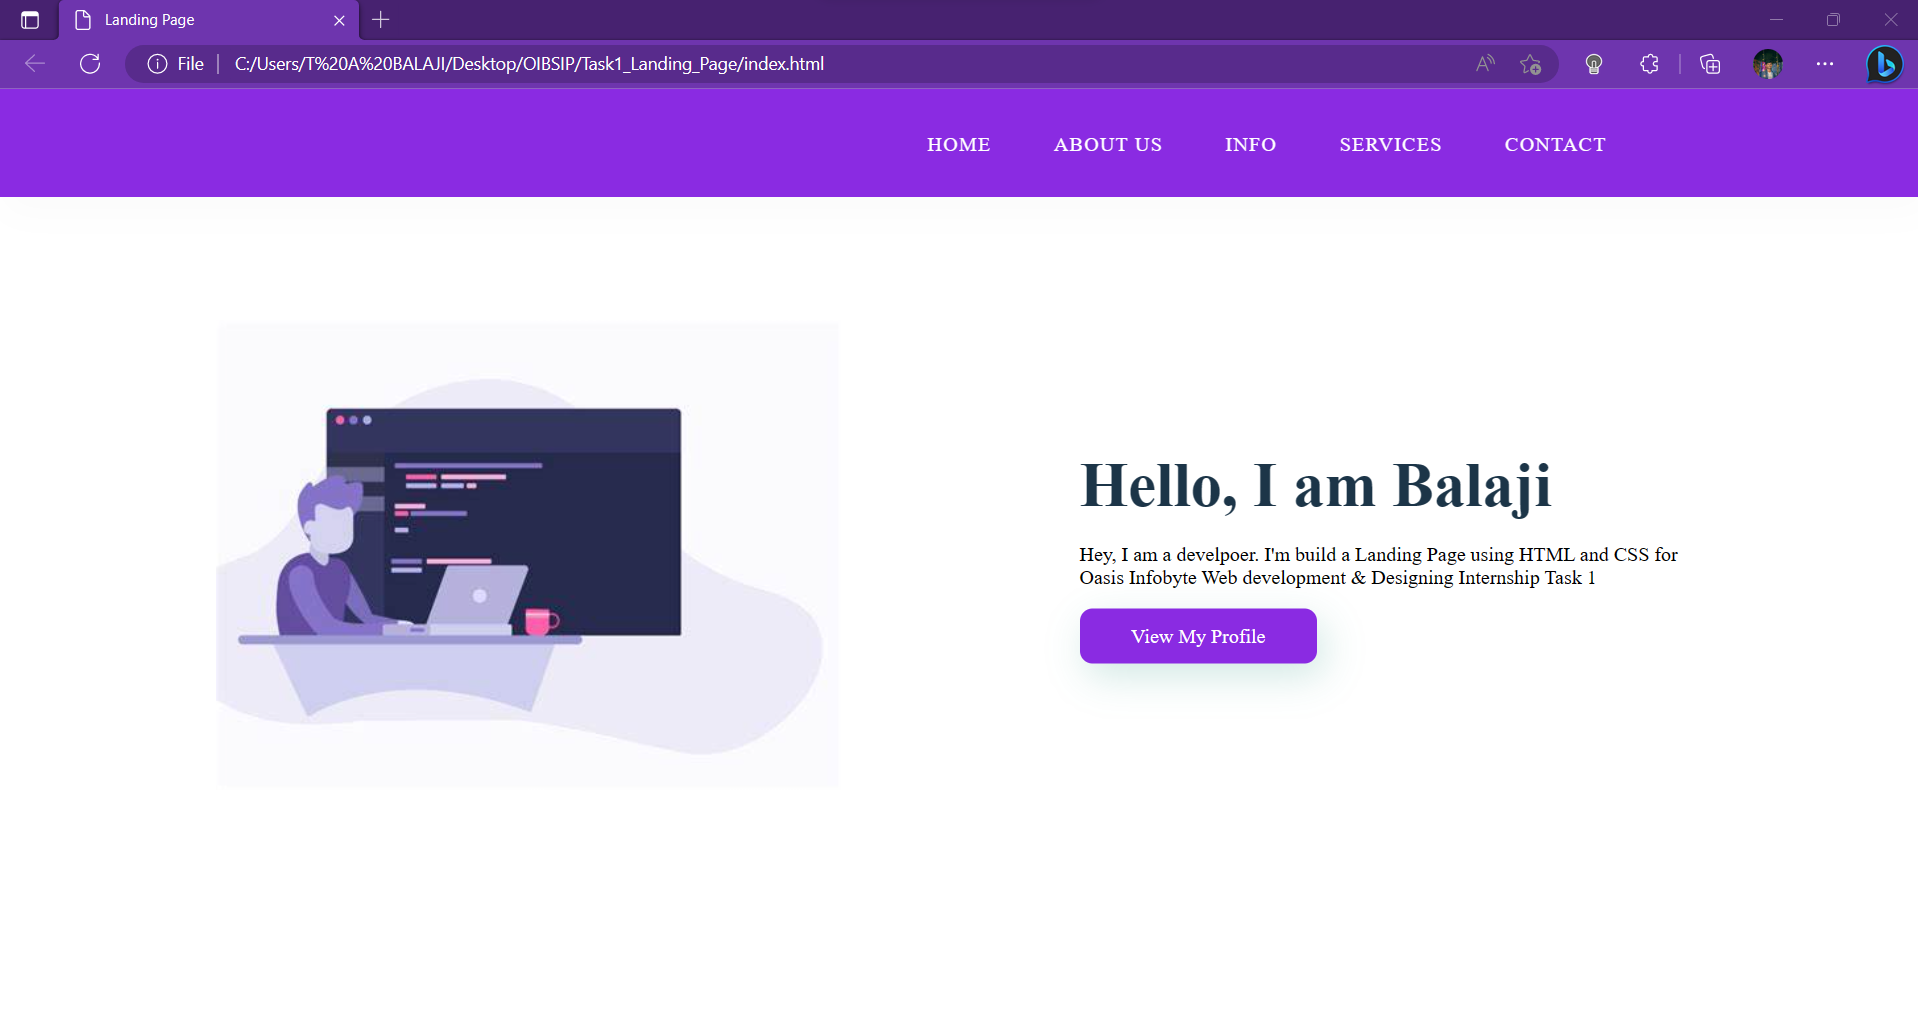 Landing Page
File
C:/Users/T%20A%20BALAJI/Desktop/OIBSIP/Task1_Landing_Page/index.html
HOME ABOUT US INFO SERVICES CONTACT
Hello, I am Balaji
Hey, I am a develpoer. I'm build a Landing Page using HTML and CSS for
Oasis Infobyte Web development & Designing Internship Task 1
View My Profile